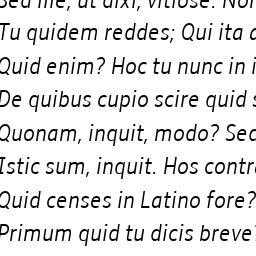 Sed ille, ut dixi, vitiose. Non
Tu quidem reddes; Qui ita
Quid enim? Hoc tu nunc in
De quibus cupio scire quid
Quonam, inquit, modo? Sed
Istic sum, inquit. Hos contr
Quid censes in Latino fore?
Primum quid tu dicis breve?